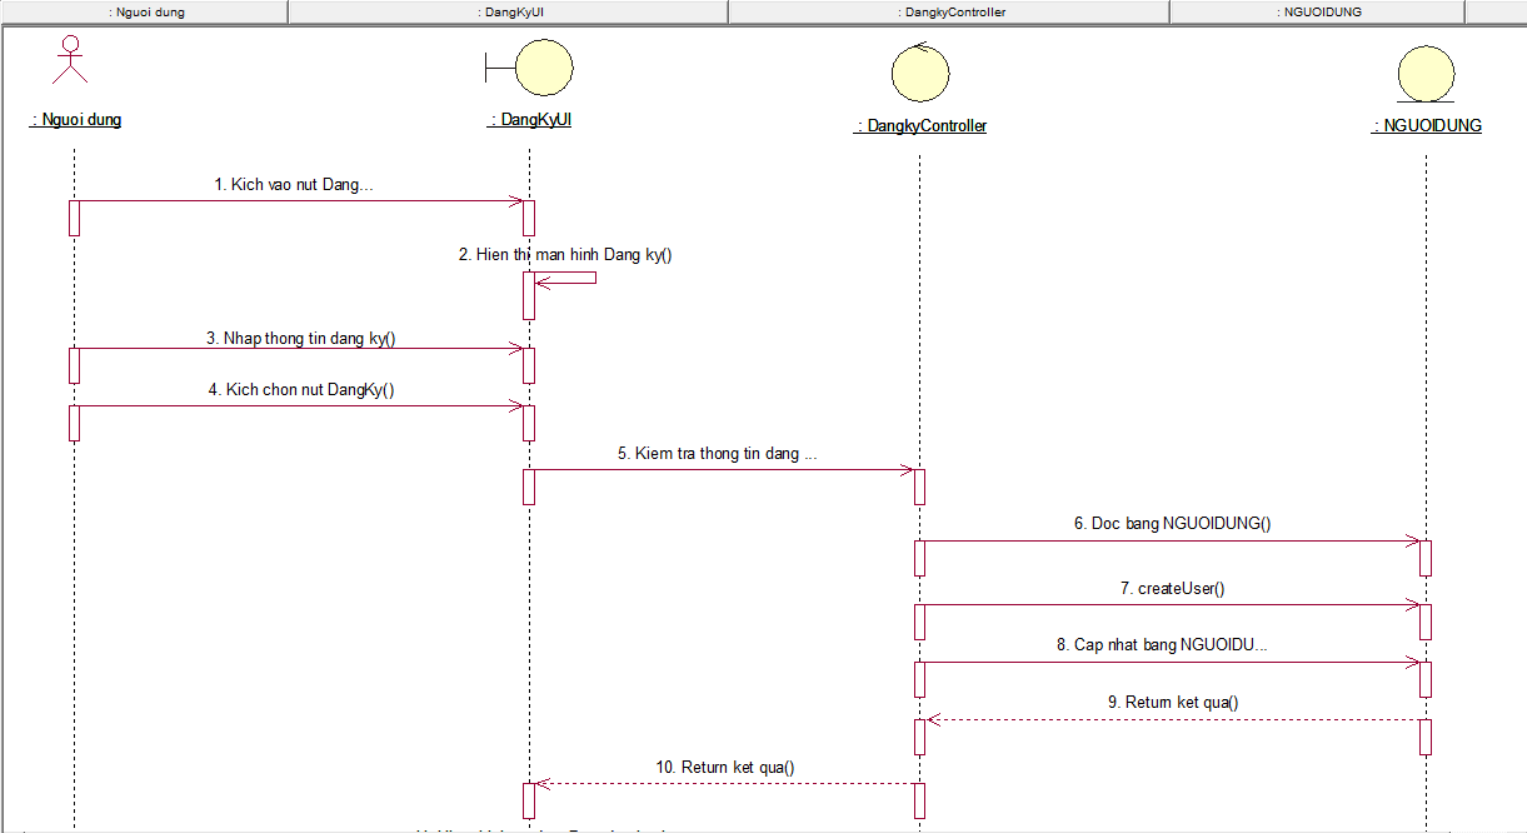 : Nguoi dung
: DangKyUI
: DangkyController
: NGUOIDUNG
: Nguoi dung
: DangKyUI
: DangkyController
: NGUOIDUNG
1. Kich vao nut Dang...
2. Hien thi man hinh Dang ky()
3. Nhap thong tin dang ky()
4. Kich chon nut DangKy()
5. Kiem tra thong tin dang ...
6. Doc bang NGUOIDUNG()
7. createUser()
8. Cap nhat bang NGUOIDU...
9. Return ket qua()
10. Return ket qua()